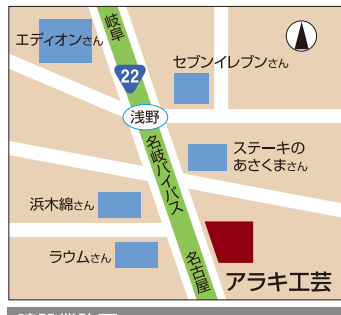 エディオンさん
岐阜
セブンイレブンさん
22
浅野
名岐バイパス
ステーキの
あさくまさん
浜木綿さん
ラウムさん
名古屋
アラキ工芸